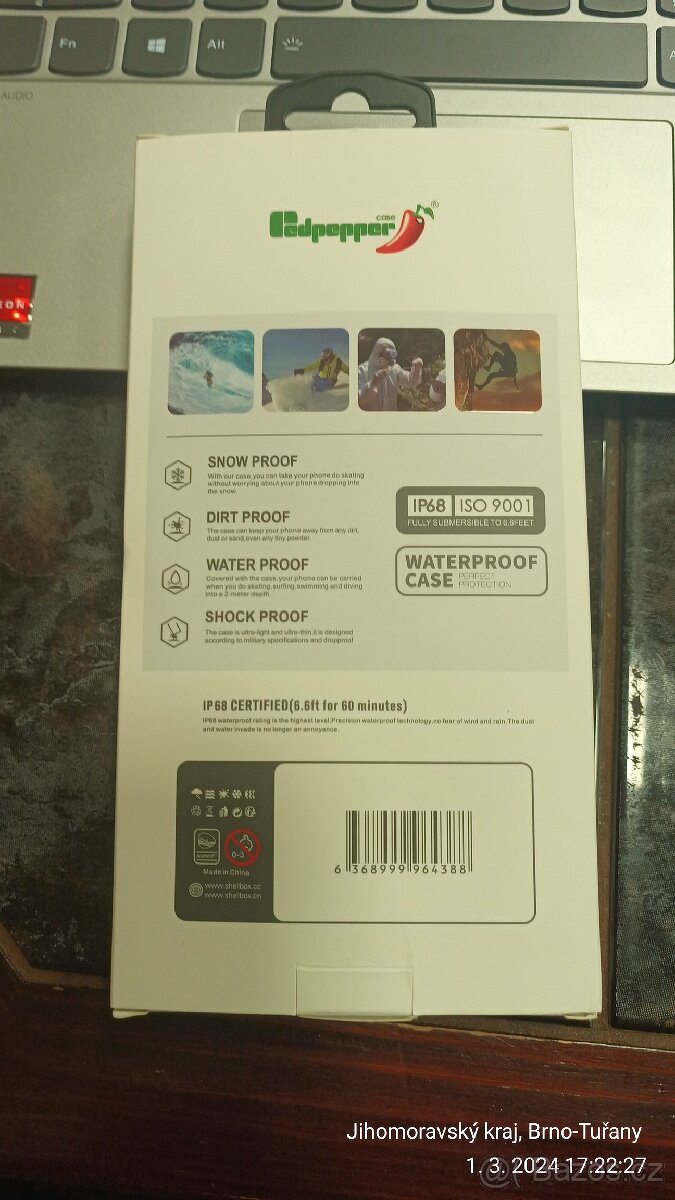 Fn
Alt
AUDIO
case
Redpepper®
SNOW PROOF
With our case, you can take your phone do skating
without worrying about your phone dropping into
the snow.
DIRT PROOF
The case can keep your phone away from any dirt,
dust or sand,even any tiny powder.
WATER PROOF
Covered with the case,your phone can be carried
when you do skating,surfing,swimming and diving
into a 2-meter depth.
SHOCK PROOF
The case is ultra-light and ultra-thin,it is designed
according to military specifications and dropproof
IP68 ISO 9001
FULLY SUBMERSIBLE TO 6.6FEET
WATERPROOF
CASE PERFECT
PROTECTION
IP68 CERTIFIED(6.6ft for 60 minutes)
IP68 waterproof rating is the highest level.Precision waterproof technology,no fear of wind and rain.The dust
and water invade is no longer an annoyance.
0-3
Made in China
www.shellbox.cc
www.shellbox.cn
6 368999 964388
Jihomoravský kraj, Brno-Tuřany
1. 3. 2024 17:22:27
@Bazos.cz